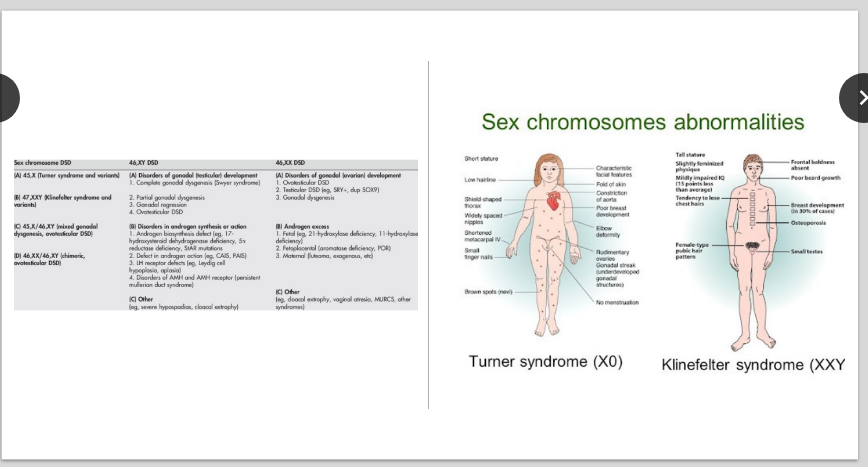 Sex chromosome DSD
(A) 45,X (Turner syndrome and variants)
(B) 47,XXY (Klinefelter syndrome and
variants)
(C) 45,X/46,XY (mixed gonadal
dysgenesis, ovotesticular DSD)
(D) 46,XX/46,XY (chimeric,
ovotesticular DSD)
46,XY DSD
(A) Disorders of gonadal (testicular) development
1. Complete gonadal dysgenesis (Swyer syndrome)
2. Partial gonadal dysgenesis
3. Gonadal regression
4. Ovotesticular DSD
(B) Disorders in androgen synthesis or action
1. Androgen biosynthesis defect (eg, 17-
hydroxysteroid dehydrogenase deficiency, 5α
reductase deficiency, StAR mutations
2. Defect in androgen action (eg, CAIS, PAIS)
3. LH receptor defects (eg, Leydig cell
hypoplasia, aplasia)
4. Disorders of AMH and AMH receptor (persistent
mullerian duct syndrome)
(C) Other
(eg, severe hypospadias, cloacal extrophy)
46,XX DSD
(A) Disorders of gonadal (ovarian) development
1. Ovotesticular DSD
2. Testicular DSD (eg, SRY+, dup SOX9)
3. Gonadal dysgenesis
(B) Androgen excess
1. Fetal (eg, 21-hydroxylase deficiency, 11-hydroxylase
deficiency)
2. Fetoplacental (aromatase deficiency, POR)
3. Maternal (luteoma, exogenous, etc)
(C) Other
(eg, cloacal extrophy, vaginal atresia, MURCS, other
syndromes)
Sex chromosomes abnormalities
Short stature
Low hairline
Shield-shaped
thorax
Widely spaced
nipples
Shortened
metacarpal IV
Small
finger nails
Brown spots (nevi)
Characteristic
facial features
Fold of skin
Constriction
of aorta
Poor breast
development
Elbow
deformity
Rudimentary
ovaries
Gonadal streak
(underdeveloped
gonadal
structures)
No menstruation
Turner syndrome (X0)
Tall stature
Slightly feminized
physique
Mildly impaired IQ
(15 points less
than average)
Tendency to lose
chest hairs
Female-type
pubic hair
pattern
Frontal baldness
absent
Poor beard growth
Breast development
(in 30% of cases)
Osteoporosis
Small testes
Klinefelter syndrome (XXY